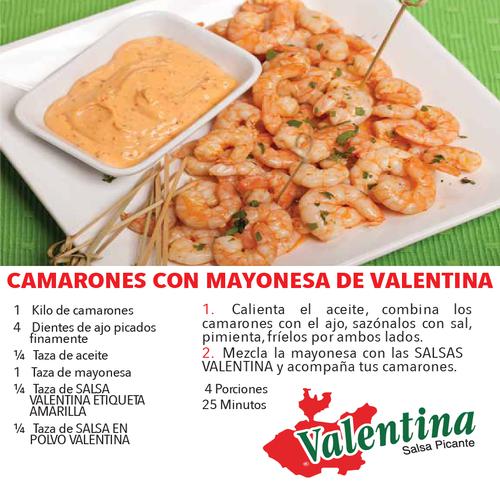 CAMARONES CON MAYONESA DE VALENTINA
1 Kilo de camarones
4 Dientes de ajo picados
finamente
¼ Taza de aceite
1 Taza de mayonesa
¼ Taza de SALSA
VALENTINA ETIQUETA
AMARILLA
¼ Taza de SALSA EN
POLVO VALENTINA
1. Calienta el aceite, combina los
camarones con el ajo, sazónalos con sal,
pimienta, fríelos por ambos lados.
2. Mezcla la mayonesa con las SALSAS
VALENTINA y acompaña tus camarones.
4 Porciones
25 Minutos
Valentina
Salsa Picante